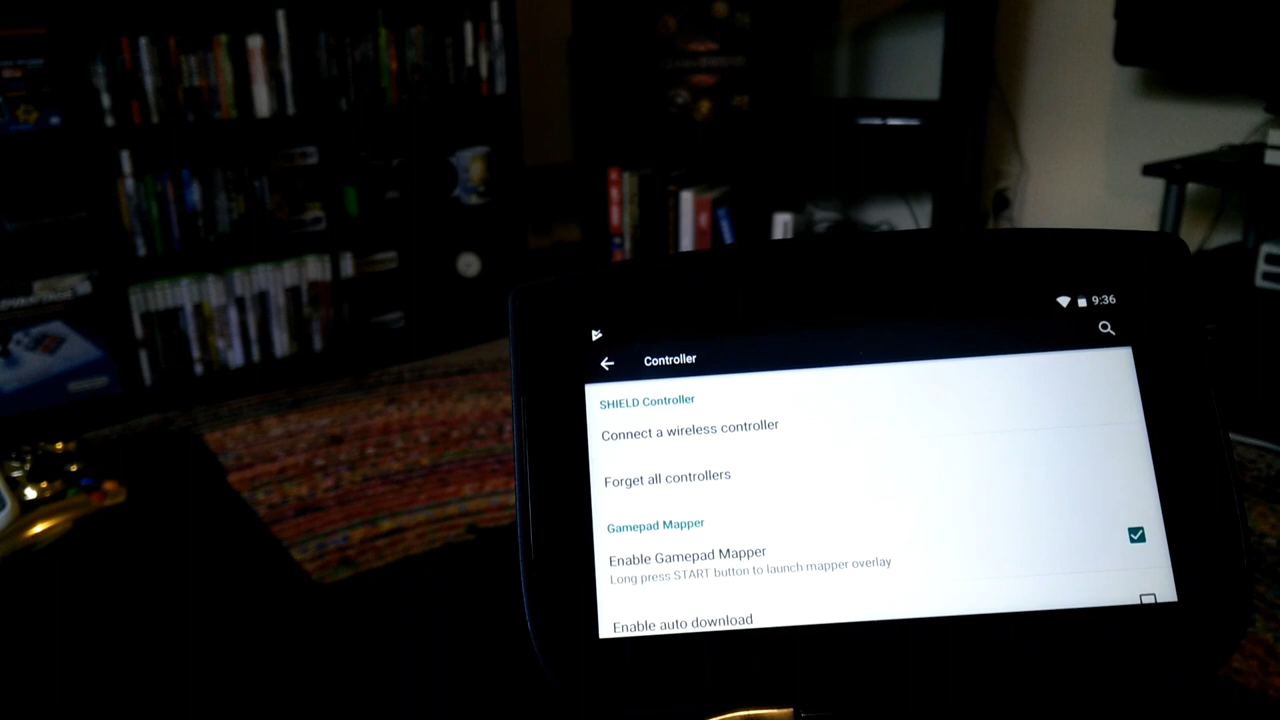 9:36
Controller
SHIELD Controller
Connect a wireless controller
Forget all controllers
Gamepad Mapper
Enable Gamepad Mapper
Long press START button to launch mapper overlay
Enable auto download